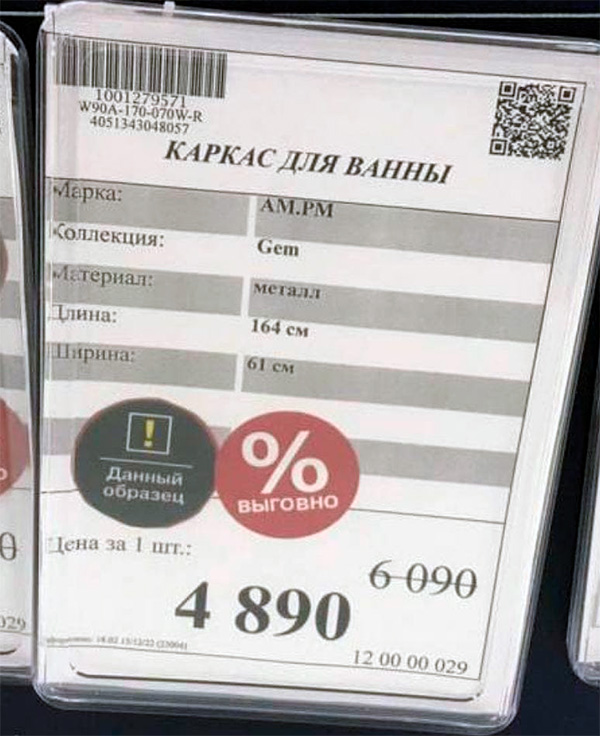 1001279571
W90A-170-070W-R
4051343048057
КАРКАС ДЛЯ ВАННЫ
Марка: AM.PM
Коллекция: Gem
Материал: металл
Длина: 164 см
Ширина: 61 см
!
Данный
образец
%
ВЫГОВНО
Цена за 1 шт.:
6 090
4 890
12 00 00 029